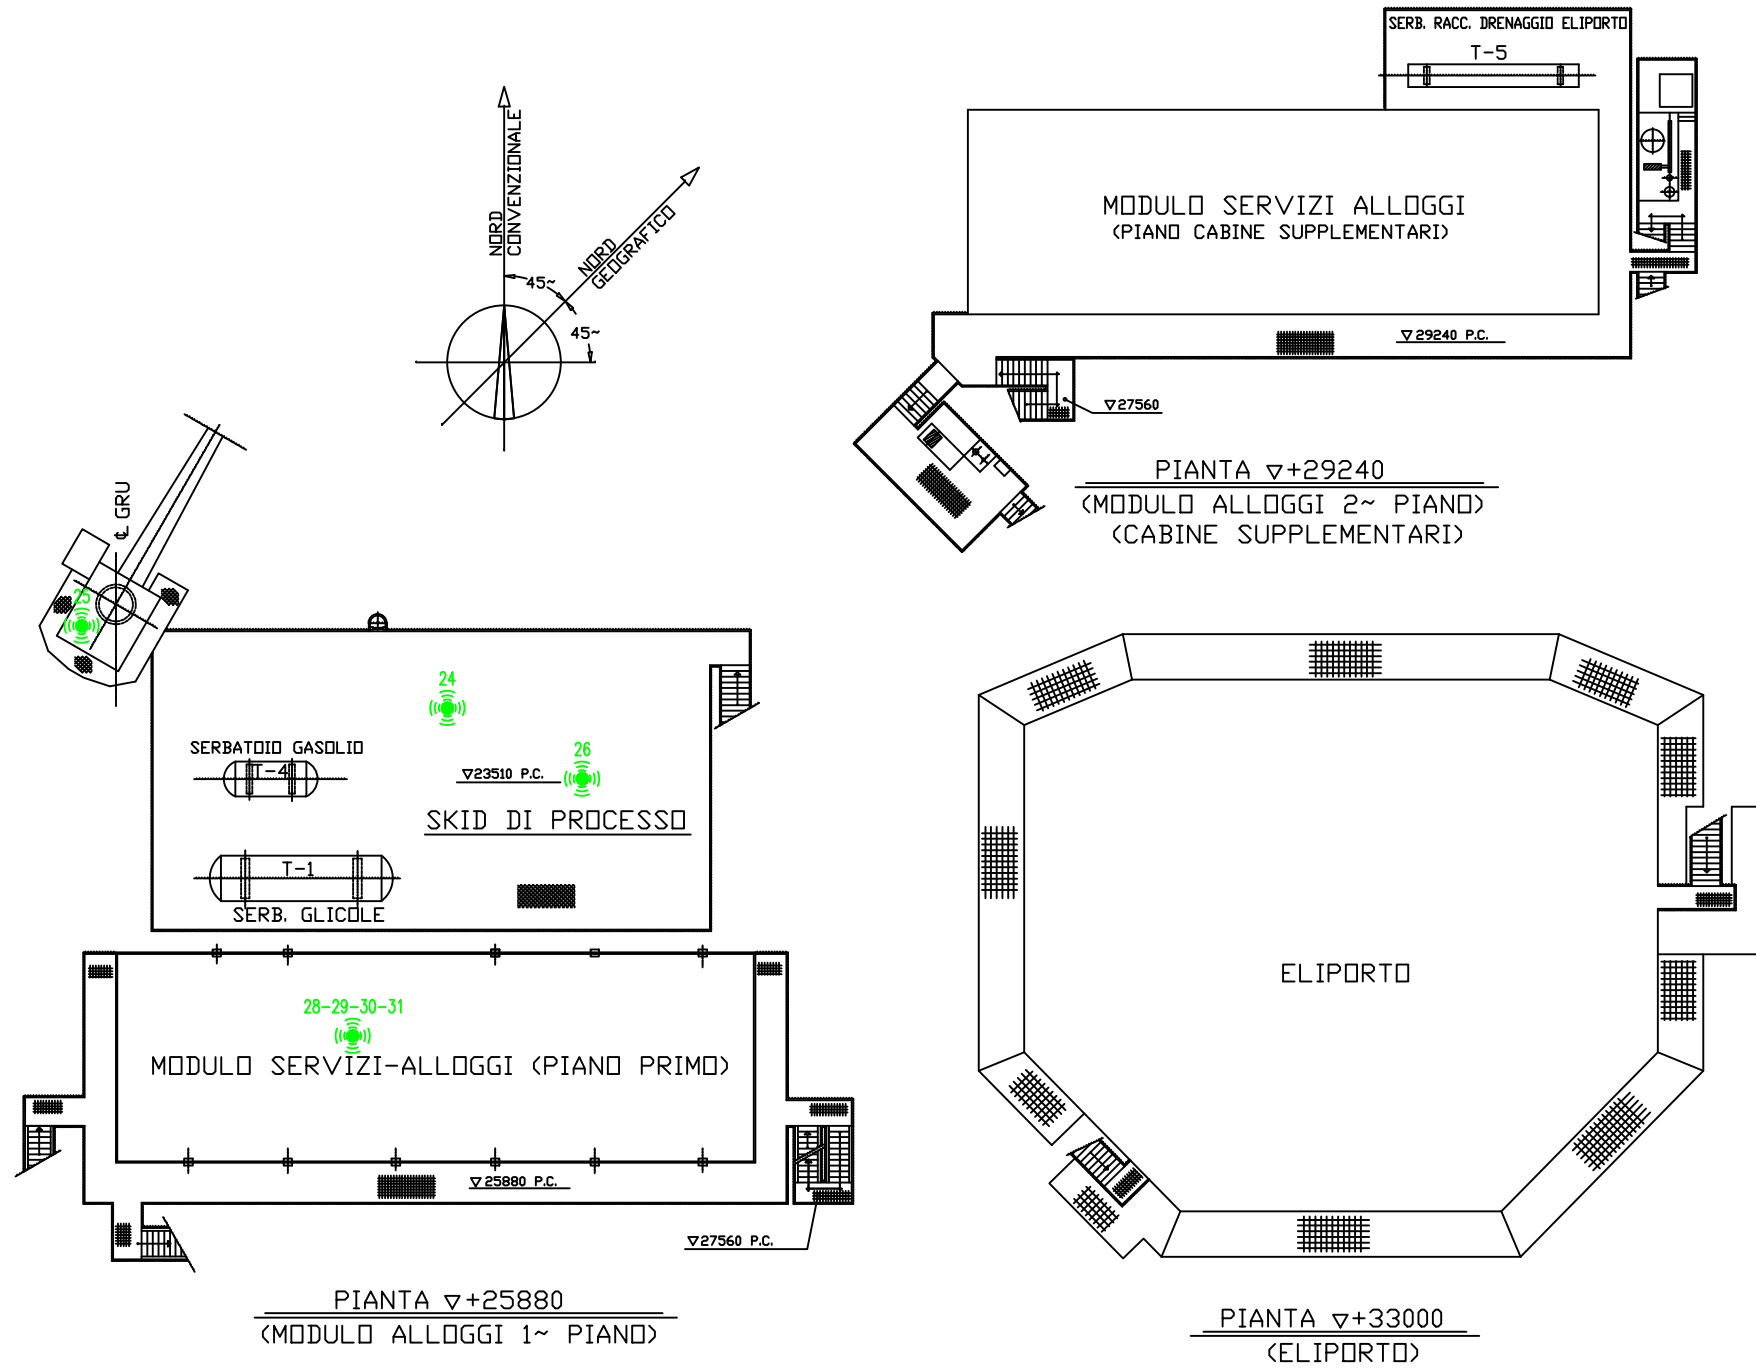 SERB. RACC. DRENAGGIO ELIPORTO
T-5
NORD
CONVENZIONALE
NORD
GEOGRAFICO
45~
45~
MODULO SERVIZI ALLOGGI
(PIANO CABINE SUPPLEMENTARI)
▽29240 P.C.
▽27560
PIANTA ▽+29240
(MODULO ALLOGGI 2~ PIANO)
(CABINE SUPPLEMENTARI)
℄ GRU
25
24
26
SERBATOIO GASOLIO
T-4
▽23510 P.C.
SKID DI PROCESSO
T-1
SERB. GLICOLE
28-29-30-31
MODULO SERVIZI-ALLOGGI (PIANO PRIMO)
▽25880 P.C.
▽27560 P.C.
PIANTA ▽+25880
(MODULO ALLOGGI 1~ PIANO)
ELIPORTO
PIANTA ▽+33000
(ELIPORTO)